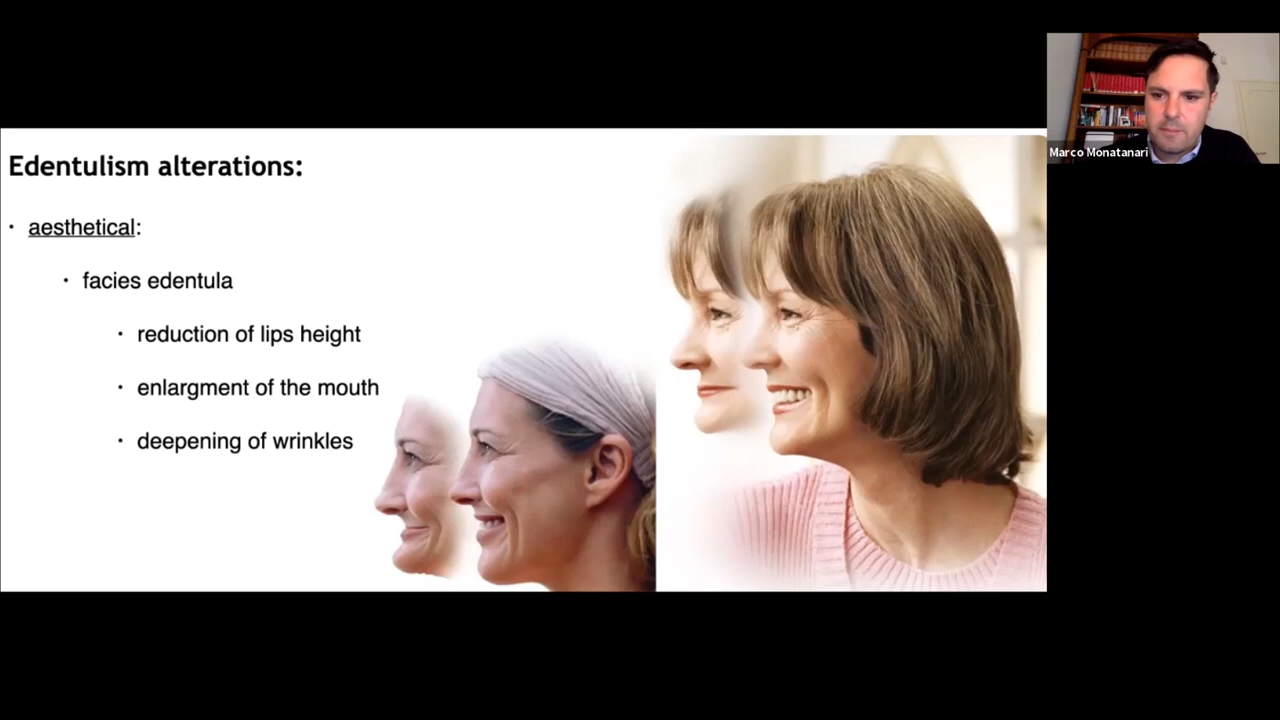 Edentulism alterations:
• aesthetical:
• facies edentula
• reduction of lips height
• enlargment of the mouth
• deepening of wrinkles
Marco Monatanari